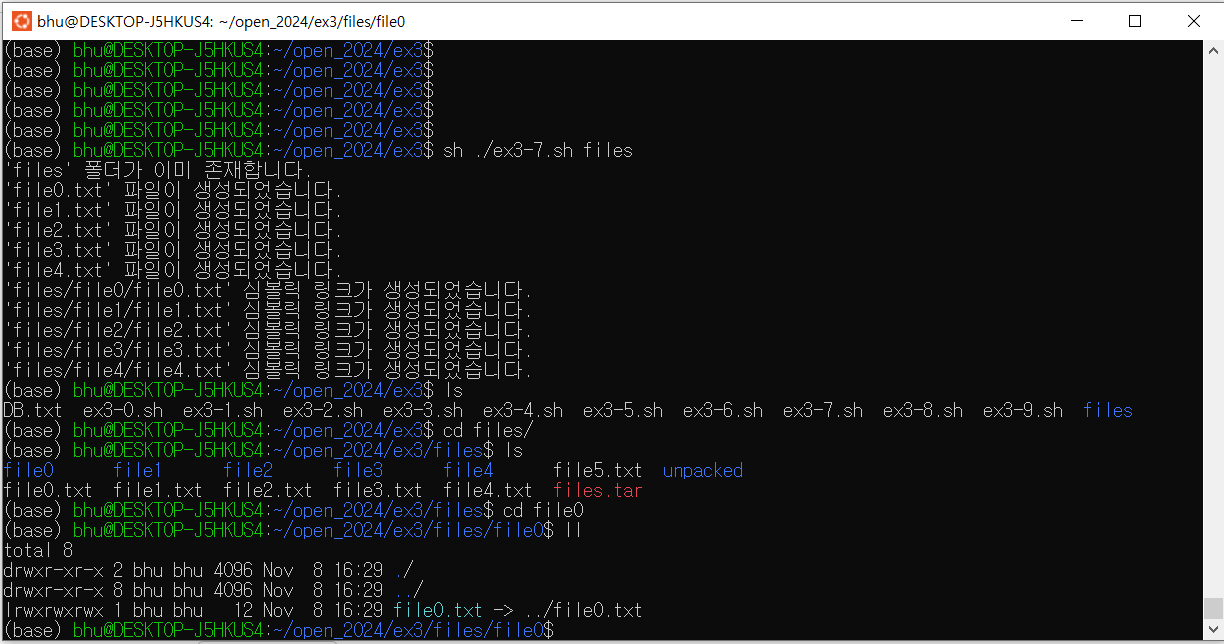 bhu@DESKTOP-J5HKUS4: ~/open_2024/ex3/files/file0
(base) bhu@DESKTOP-J5HKUS4:~/open_2024/ex3$
(base) bhu@DESKTOP-J5HKUS4:~/open_2024/ex3$
(base) bhu@DESKTOP-J5HKUS4:~/open_2024/ex3$
(base) bhu@DESKTOP-J5HKUS4:~/open_2024/ex3$
(base) bhu@DESKTOP-J5HKUS4:~/open_2024/ex3$
(base) bhu@DESKTOP-J5HKUS4:~/open_2024/ex3$ sh ./ex3-7.sh files
'files' 폴더가 이미 존재합니다.
'file0.txt' 파일이 생성되었습니다.
'file1.txt' 파일이 생성되었습니다.
'file2.txt' 파일이 생성되었습니다.
'file3.txt' 파일이 생성되었습니다.
'file4.txt' 파일이 생성되었습니다.
'files/file0/file0.txt' 심볼릭 링크가 생성되었습니다.
'files/file1/file1.txt' 심볼릭 링크가 생성되었습니다.
'files/file2/file2.txt' 심볼릭 링크가 생성되었습니다.
'files/file3/file3.txt' 심볼릭 링크가 생성되었습니다.
'files/file4/file4.txt' 심볼릭 링크가 생성되었습니다.
(base) bhu@DESKTOP-J5HKUS4:~/open_2024/ex3$ ls
DB.txt  ex3-0.sh  ex3-1.sh  ex3-2.sh  ex3-3.sh  ex3-4.sh  ex3-5.sh  ex3-6.sh  ex3-7.sh  ex3-8.sh  ex3-9.sh  files
(base) bhu@DESKTOP-J5HKUS4:~/open_2024/ex3$ cd files/
(base) bhu@DESKTOP-J5HKUS4:~/open_2024/ex3/files$ ls
file0      file1      file2      file3      file4      file5.txt  unpacked
file0.txt  file1.txt  file2.txt  file3.txt  file4.txt  files.tar
(base) bhu@DESKTOP-J5HKUS4:~/open_2024/ex3/files$ cd file0
(base) bhu@DESKTOP-J5HKUS4:~/open_2024/ex3/files/file0$ ll
total 8
drwxr-xr-x 2 bhu bhu 4096 Nov  8 16:29 ./
drwxr-xr-x 8 bhu bhu 4096 Nov  8 16:29 ../
lrwxrwxrwx 1 bhu bhu   12 Nov  8 16:29 file0.txt -> ../file0.txt
(base) bhu@DESKTOP-J5HKUS4:~/open_2024/ex3/files/file0$